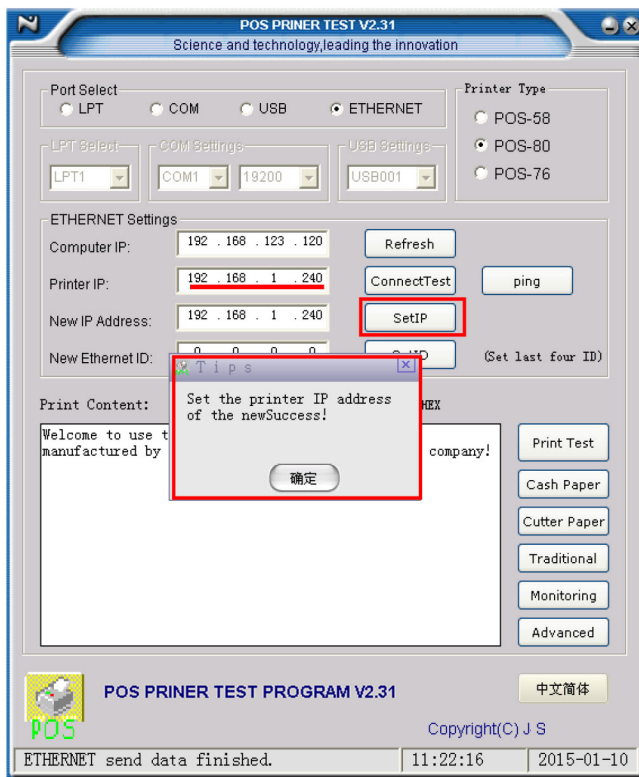 POS PRINER TEST V2.31
Science and technology,leading the innovation
Port Select
LPT COM USB ETHERNET
Printer Type
POS-58
POS-80
POS-76
LPT Select
COM Settings
USB Settings
LPT1 COM1 19200 USB001
ETHERNET Settings
Computer IP: 192 . 168 . 123 . 120 Refresh
Printer IP: 192 . 168 . 1 . 240 ConnectTest ping
New IP Address: 192 . 168 . 1 . 240 SetIP
New Ethernet ID: 0 0 0 0 (Set last four ID)
Tips
Set the printer IP address
of the newSuccess!
确定
Print Content: HEX
Welcome to use
manufactured by company!
Print Test
Cash Paper
Cutter Paper
Traditional
Monitoring
Advanced
POS
POS PRINER TEST PROGRAM V2.31
中文简体
Copyright(C) J S
ETHERNET send data finished. 11:22:16 2015-01-10